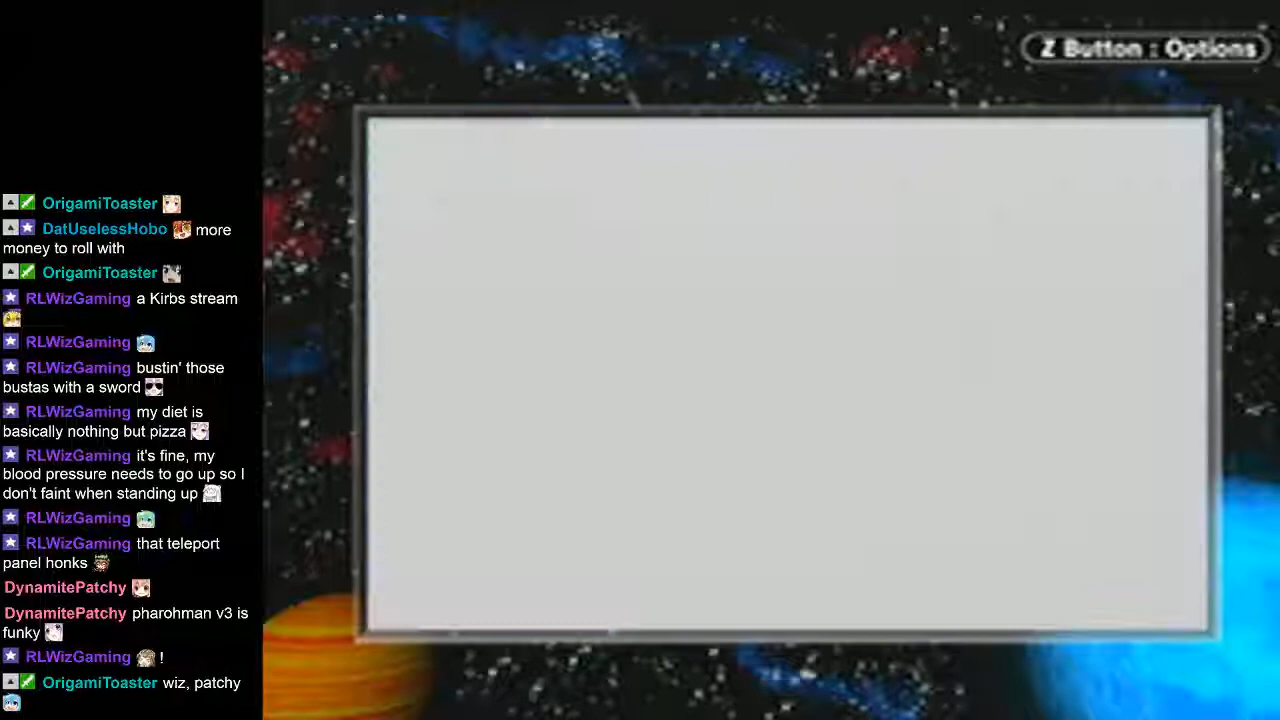 Z Button : Options
OrigamiToaster
DatUselessHobo more
money to roll with
OrigamiToaster
RLWizGaming a Kirbs stream
RLWizGaming
RLWizGaming bustin' those
bustas with a sword
RLWizGaming my diet is
basically nothing but pizza
RLWizGaming it's fine, my
blood pressure needs to go up so I
don't faint when standing up
RLWizGaming
RLWizGaming that teleport
panel honks
DynamitePatchy
DynamitePatchy pharohman v3 is
funky
RLWizGaming !
OrigamiToaster wiz, patchy